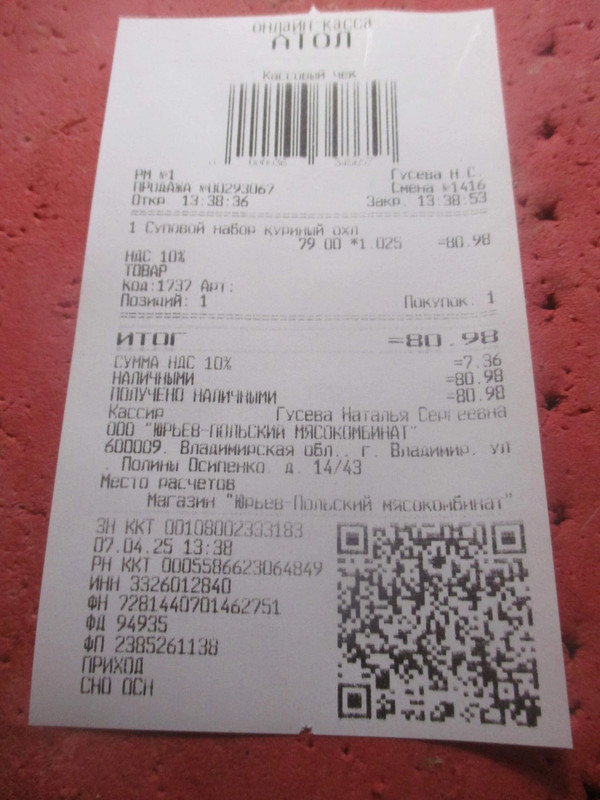 ОНЛАЙН КАССА
АТОЛ
Кассовый чек
РМ №1 Гусева Н.С.
ПРОДАЖА №00293067 Смена №1416
Откр. 13:38:36 Закр. 13:38:53
1 Суповой набор куриный охл
79.00 *1.025 =80.98
НДС 10%
ТОВАР
Код:1737 Арт:
Позиций: 1 Покупок: 1
ИТОГ =80.98
СУММА НДС 10% =7.36
НАЛИЧНЫМИ =80.98
ПОЛУЧЕНО НАЛИЧНЫМИ =80.98
Кассир Гусева Наталья Сергеевна
ООО "ЮРЬЕВ-ПОЛЬСКИЙ МЯСОКОМБИНАТ"
600009, Владимирская обл., г. Владимир, ул
. Полины Осипенко, д. 14/43
Место расчетов
Магазин "Юрьев-Польский мясокомбинат"
ЗН ККТ 00108002333183
07.04.25 13:38
РН ККТ 0005586623064849
ИНН 3326012840
ФН 7281440701462751
ФД 94935
ФП 2385261138
ПРИХОД
СНО ОСН